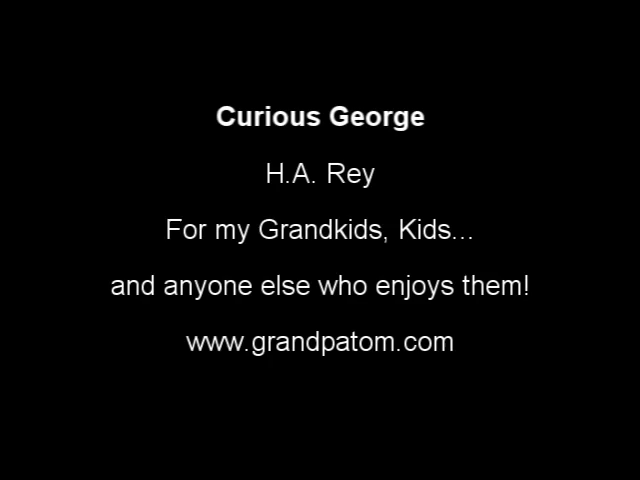 Curious George
H.A. Rey
For my Grandkids, Kids...
and anyone else who enjoys them!
www.grandpatom.com